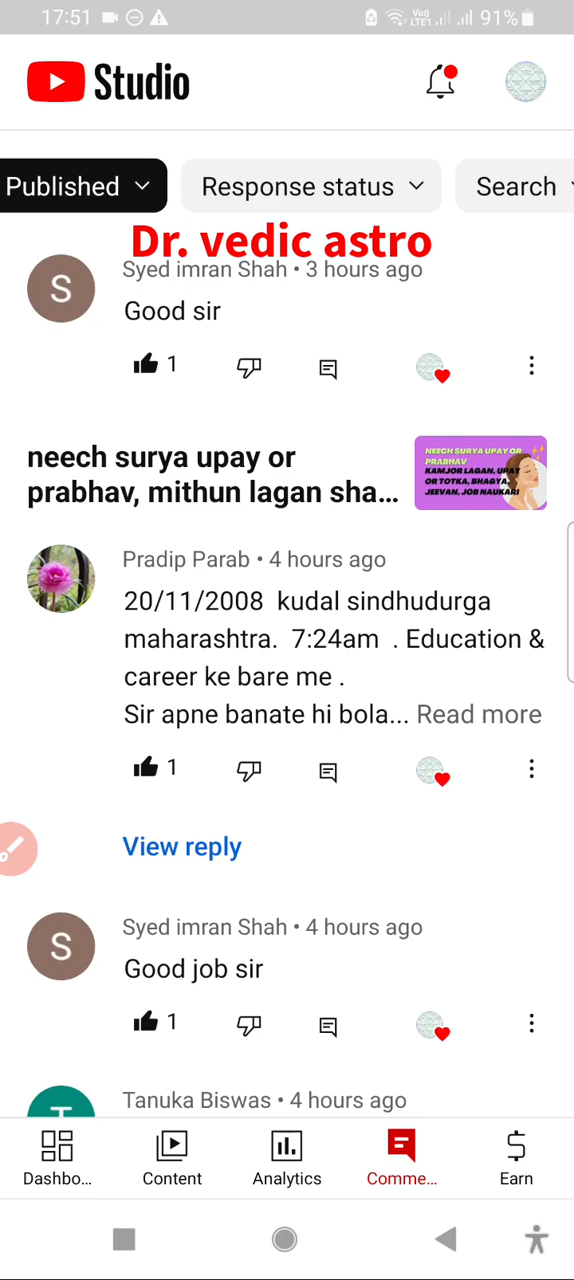 17:51
Vo) LTE1 91%
Studio
Published
Response status
Search
Dr. vedic astro
Syed imran Shah • 3 hours ago
S
Good sir
1
neech surya upay or
prabhav, mithun lagan sha...
NEECH SURYA UPAY OR
PRABHAV
KAMJOR LAGAN, UPAY
OR TOTKA, BHAGYA,
JEEVAN, JOB NAUKARI
Pradip Parab • 4 hours ago
20/11/2008 kudal sindhudurga
maharashtra. 7:24am . Education &
career ke bare me .
Sir apne banate hi bola... Read more
1
View reply
Syed imran Shah • 4 hours ago
S
Good job sir
1
Tanuka Biswas • 4 hours ago
T
Dashbo... Content Analytics Comme... Earn